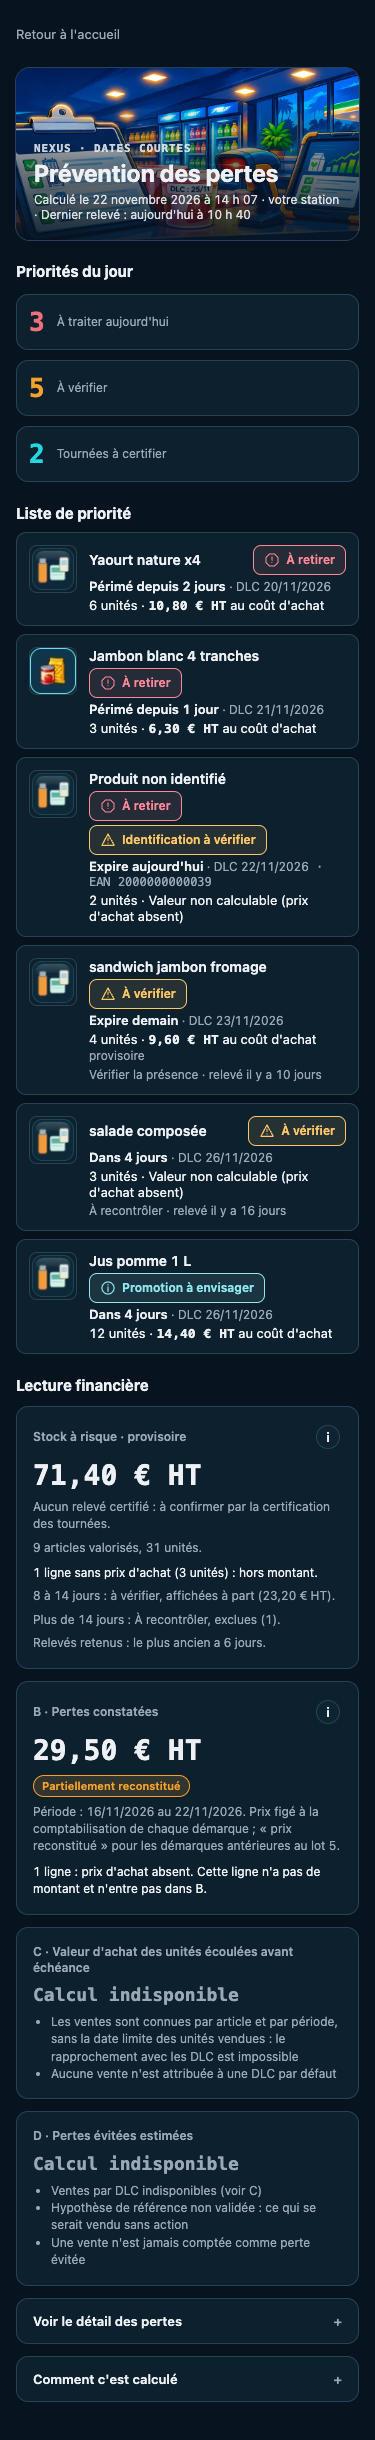 Retour à l'accueil
NEXUS · DATES COURTES
Prévention des pertes
Calculé le 22 novembre 2026 à 14 h 07 · votre station
· Dernier relevé : aujourd'hui à 10 h 40
DLC : 25/11
Priorités du jour
3 À traiter aujourd'hui
5 À vérifier
2 Tournées à certifier
Liste de priorité
Yaourt nature x4
À retirer
Périmé depuis 2 jours · DLC 20/11/2026
6 unités · 10,80 € HT au coût d'achat
Jambon blanc 4 tranches
À retirer
Périmé depuis 1 jour · DLC 21/11/2026
3 unités · 6,30 € HT au coût d'achat
Produit non identifié
À retirer
Identification à vérifier
Expire aujourd'hui · DLC 22/11/2026 ·
EAN 2000000000039
2 unités · Valeur non calculable (prix
d'achat absent)
sandwich jambon fromage
À vérifier
Expire demain · DLC 23/11/2026
4 unités · 9,60 € HT au coût d'achat
provisoire
Vérifier la présence · relevé il y a 10 jours
salade composée
À vérifier
Dans 4 jours · DLC 26/11/2026
3 unités · Valeur non calculable (prix
d'achat absent)
À recontrôler · relevé il y a 16 jours
Jus pomme 1 L
Promotion à envisager
Dans 4 jours · DLC 26/11/2026
12 unités · 14,40 € HT au coût d'achat
Lecture financière
Stock à risque · provisoire
i
71,40 € HT
Aucun relevé certifié : à confirmer par la certification
des tournées.
9 articles valorisés, 31 unités.
1 ligne sans prix d'achat (3 unités) : hors montant.
8 à 14 jours : à vérifier, affichées à part (23,20 € HT).
Plus de 14 jours : À recontrôler, exclues (1).
Relevés retenus : le plus ancien a 6 jours.
B · Pertes constatées
i
29,50 € HT
Partiellement reconstitué
Période : 16/11/2026 au 22/11/2026. Prix figé à la
comptabilisation de chaque démarque ; « prix
reconstitué » pour les démarques antérieures au lot 5.
1 ligne : prix d'achat absent. Cette ligne n'a pas de
montant et n'entre pas dans B.
C · Valeur d'achat des unités écoulées avant
échéance
Calcul indisponible
• Les ventes sont connues par article et par période,
sans la date limite des unités vendues : le
rapprochement avec les DLC est impossible
• Aucune vente n'est attribuée à une DLC par défaut
D · Pertes évitées estimées
Calcul indisponible
• Ventes par DLC indisponibles (voir C)
• Hypothèse de référence non validée : ce qui se
serait vendu sans action
• Une vente n'est jamais comptée comme perte
évitée
Voir le détail des pertes +
Comment c'est calculé +